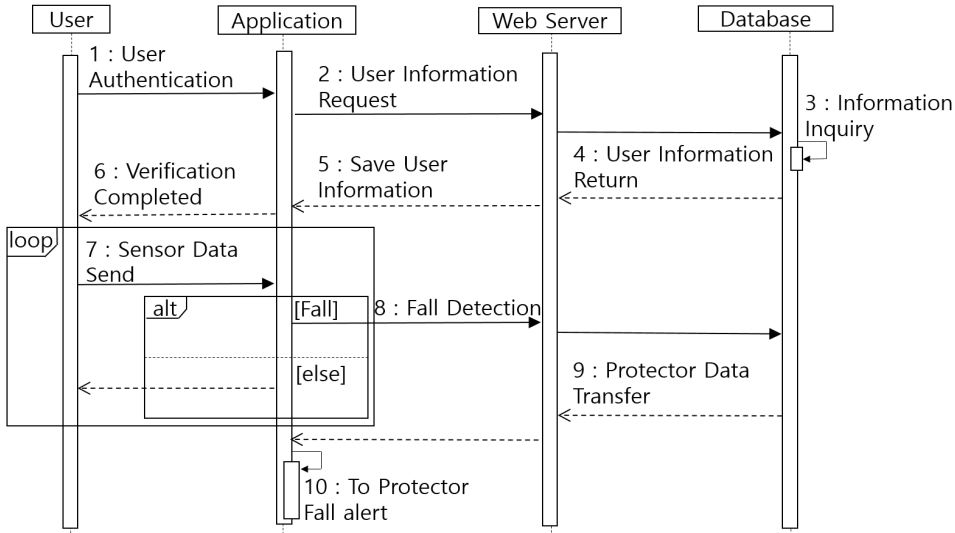 User
Application
Web Server
Database
1 : User
Authentication
2 : User Information
Request
3 : Information
Inquiry
4 : User Information
Return
5 : Save User
Information
6 : Verification
Completed
loop
7 : Sensor Data
Send
alt
[Fall]
8 : Fall Detection
[else]
9 : Protector Data
Transfer
10 : To Protector
Fall alert